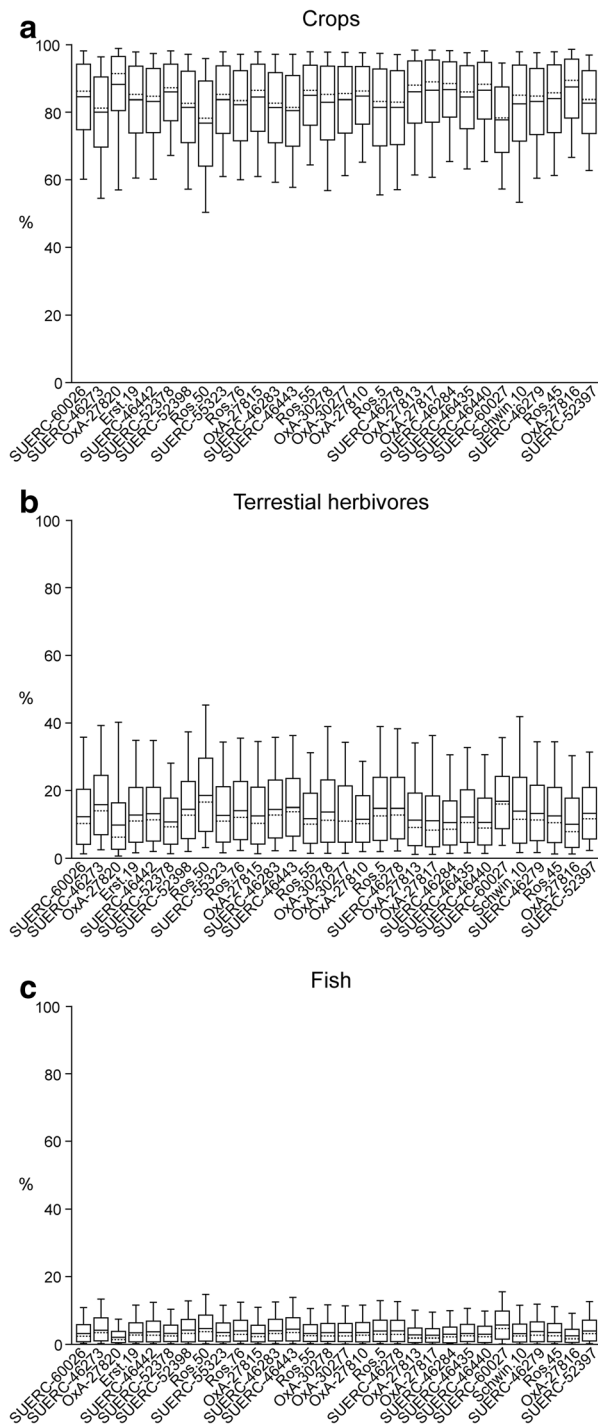 a
Crops
100
80
60
%
40
20
0
SUERC-60026
SUERC-46273
OxA-27820
Erst.19
SUERC-46442
SUERC-52378
SUERC-52398
Ros.50
SUERC-55323
Ros.76
OxA-27815
SUERC-46283
SUERC-46443
Ros.55
OxA-30278
OxA-30277
OxA-27810
Ros.5
SUERC-46278
OxA-27813
OxA-27817
SUERC-46284
SUERC-46435
SUERC-46440
SUERC-60027
Schwin.10
SUERC-46279
Ros.45
OxA-27816
SUERC-52397
b
Terrestial herbivores
100
80
60
%
40
20
0
SUERC-60026
SUERC-46273
OxA-27820
Erst.19
SUERC-46442
SUERC-52378
SUERC-52398
Ros.50
SUERC-55323
Ros.76
OxA-27815
SUERC-46283
SUERC-46443
Ros.55
OxA-30278
OxA-30277
OxA-27810
Ros.5
SUERC-46278
OxA-27813
OxA-27817
SUERC-46284
SUERC-46435
SUERC-46440
SUERC-60027
Schwin.10
SUERC-46279
Ros.45
OxA-27816
SUERC-52397
c
Fish
100
80
60
%
40
20
0
SUERC-60026
SUERC-46273
OxA-27820
Erst.19
SUERC-46442
SUERC-52378
SUERC-52398
Ros.50
SUERC-55323
Ros.76
OxA-27815
SUERC-46283
SUERC-46443
Ros.55
OxA-30278
OxA-30277
OxA-27810
Ros.5
SUERC-46278
OxA-27813
OxA-27817
SUERC-46284
SUERC-46435
SUERC-46440
SUERC-60027
Schwin.10
SUERC-46279
Ros.45
OxA-27816
SUERC-52397